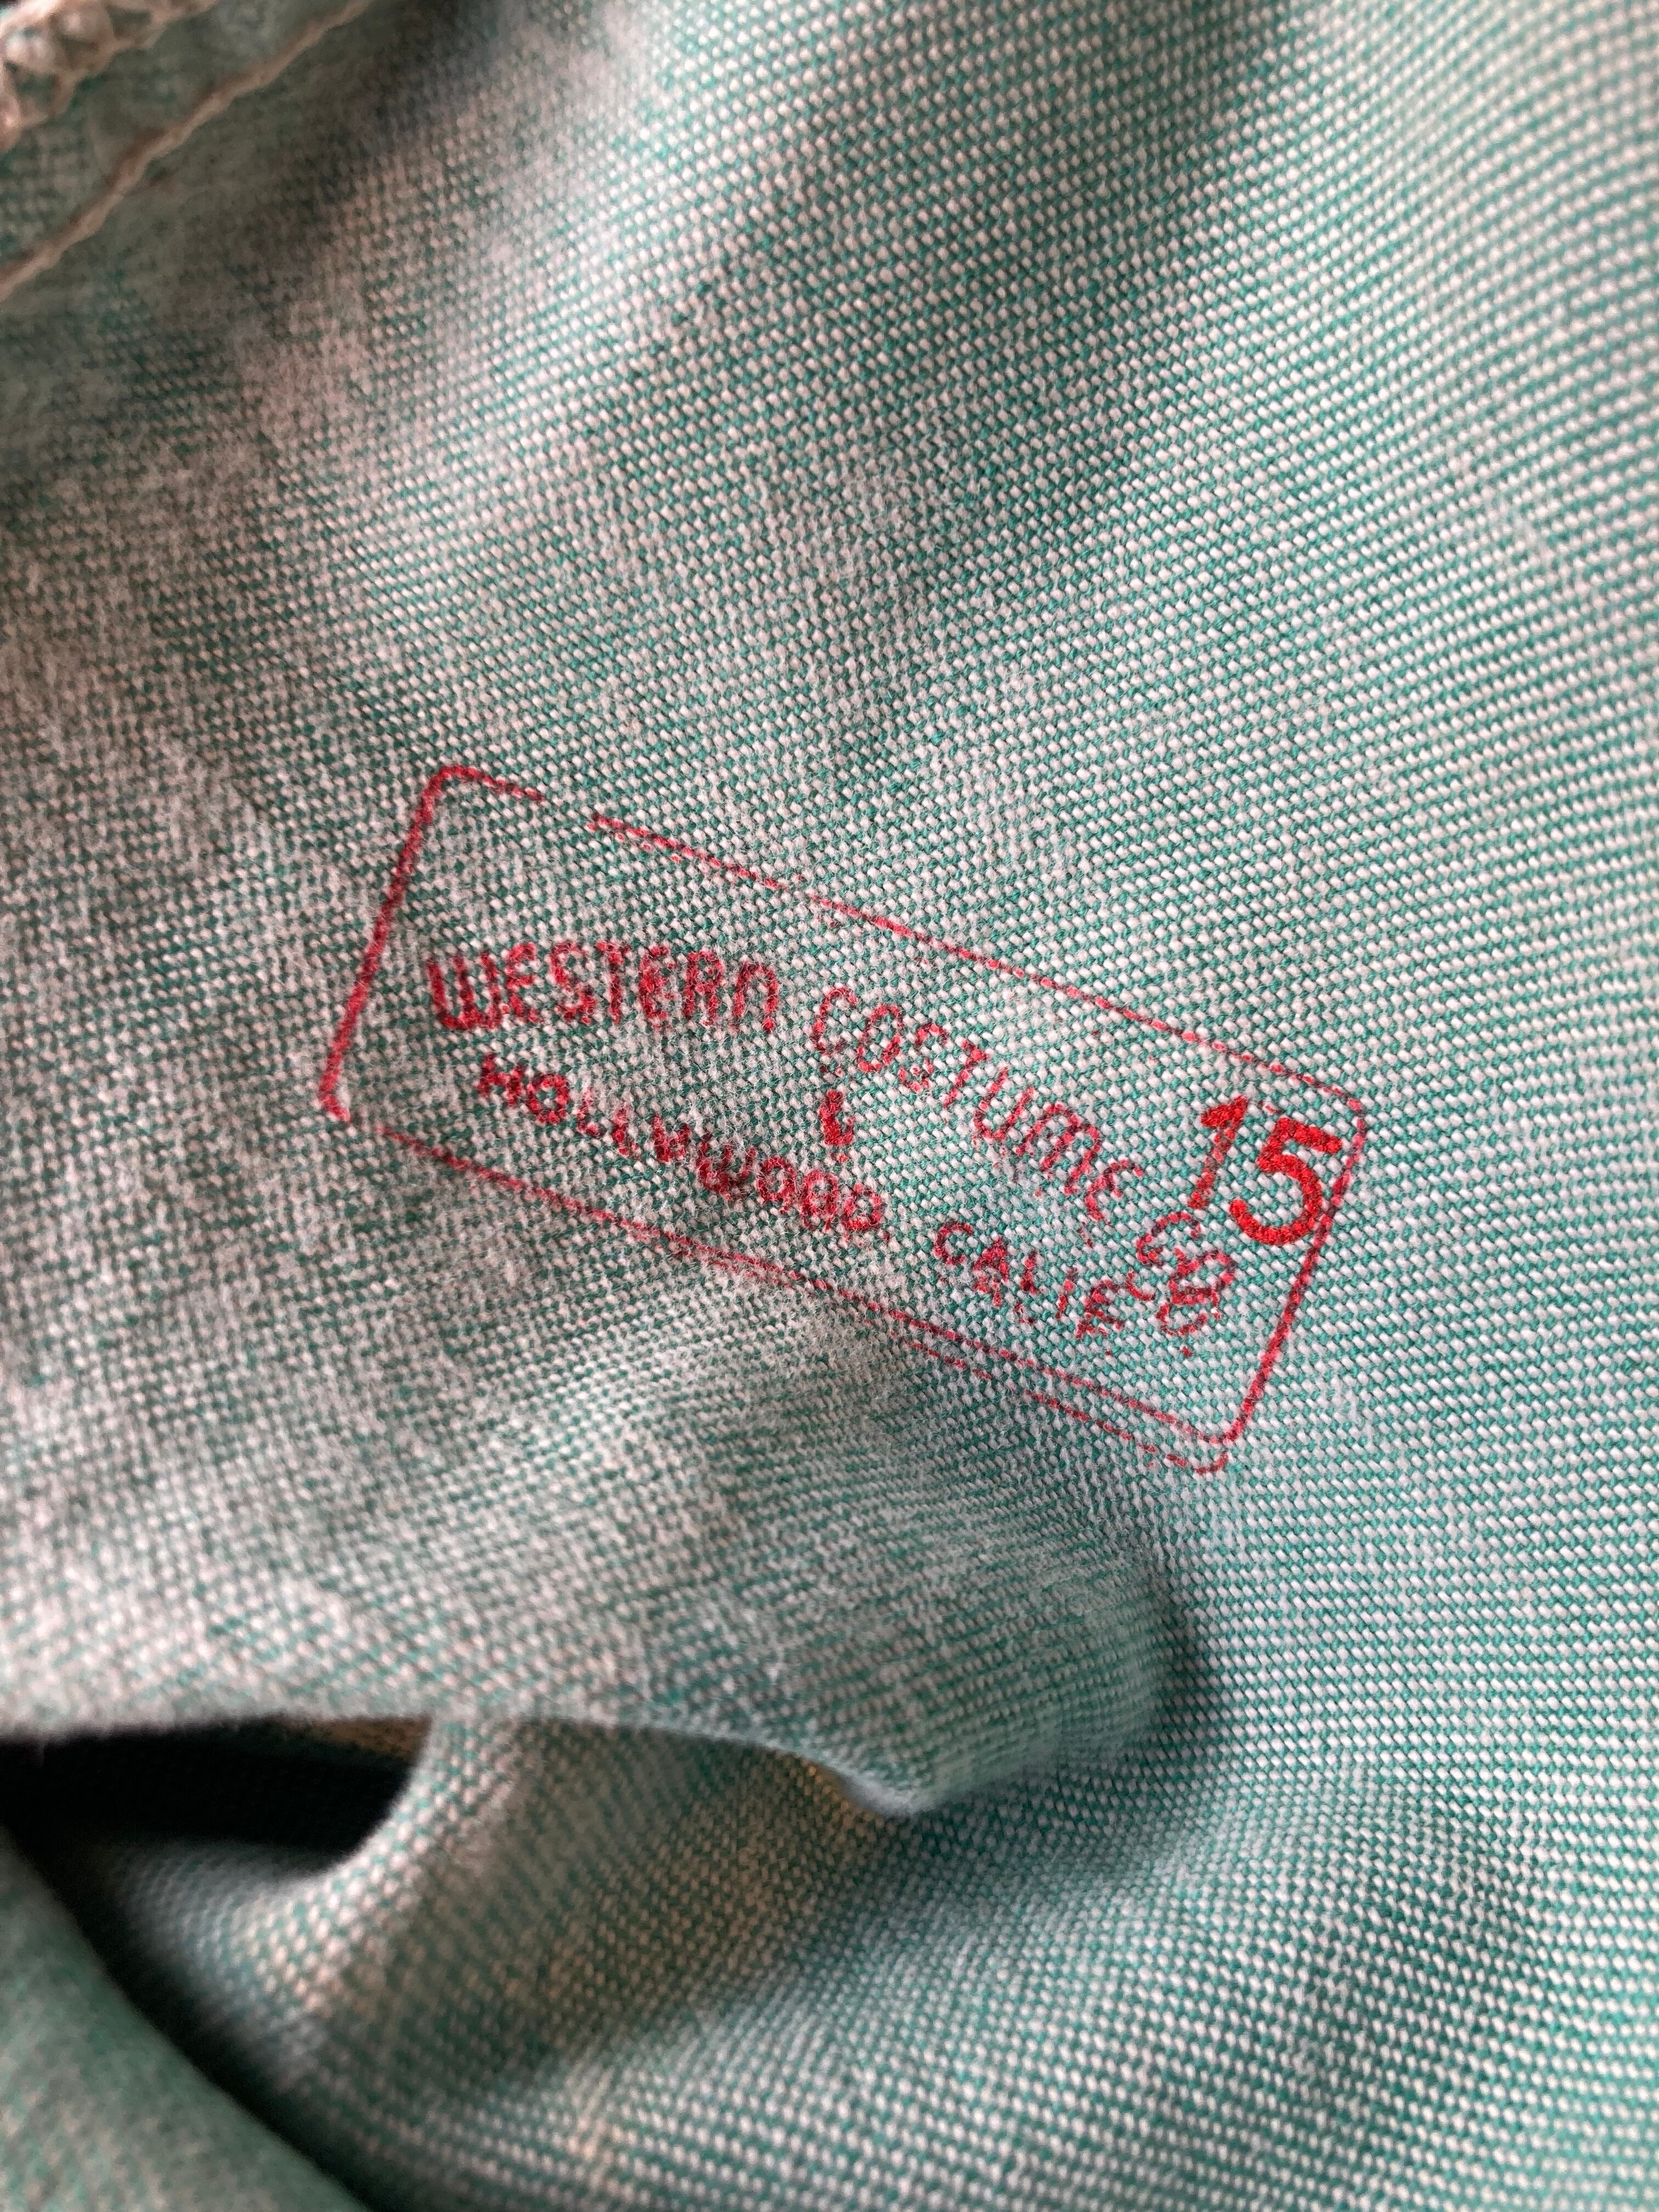 WESTERN COSTUME CO
15
L
HOLLYWOOD, CALIF